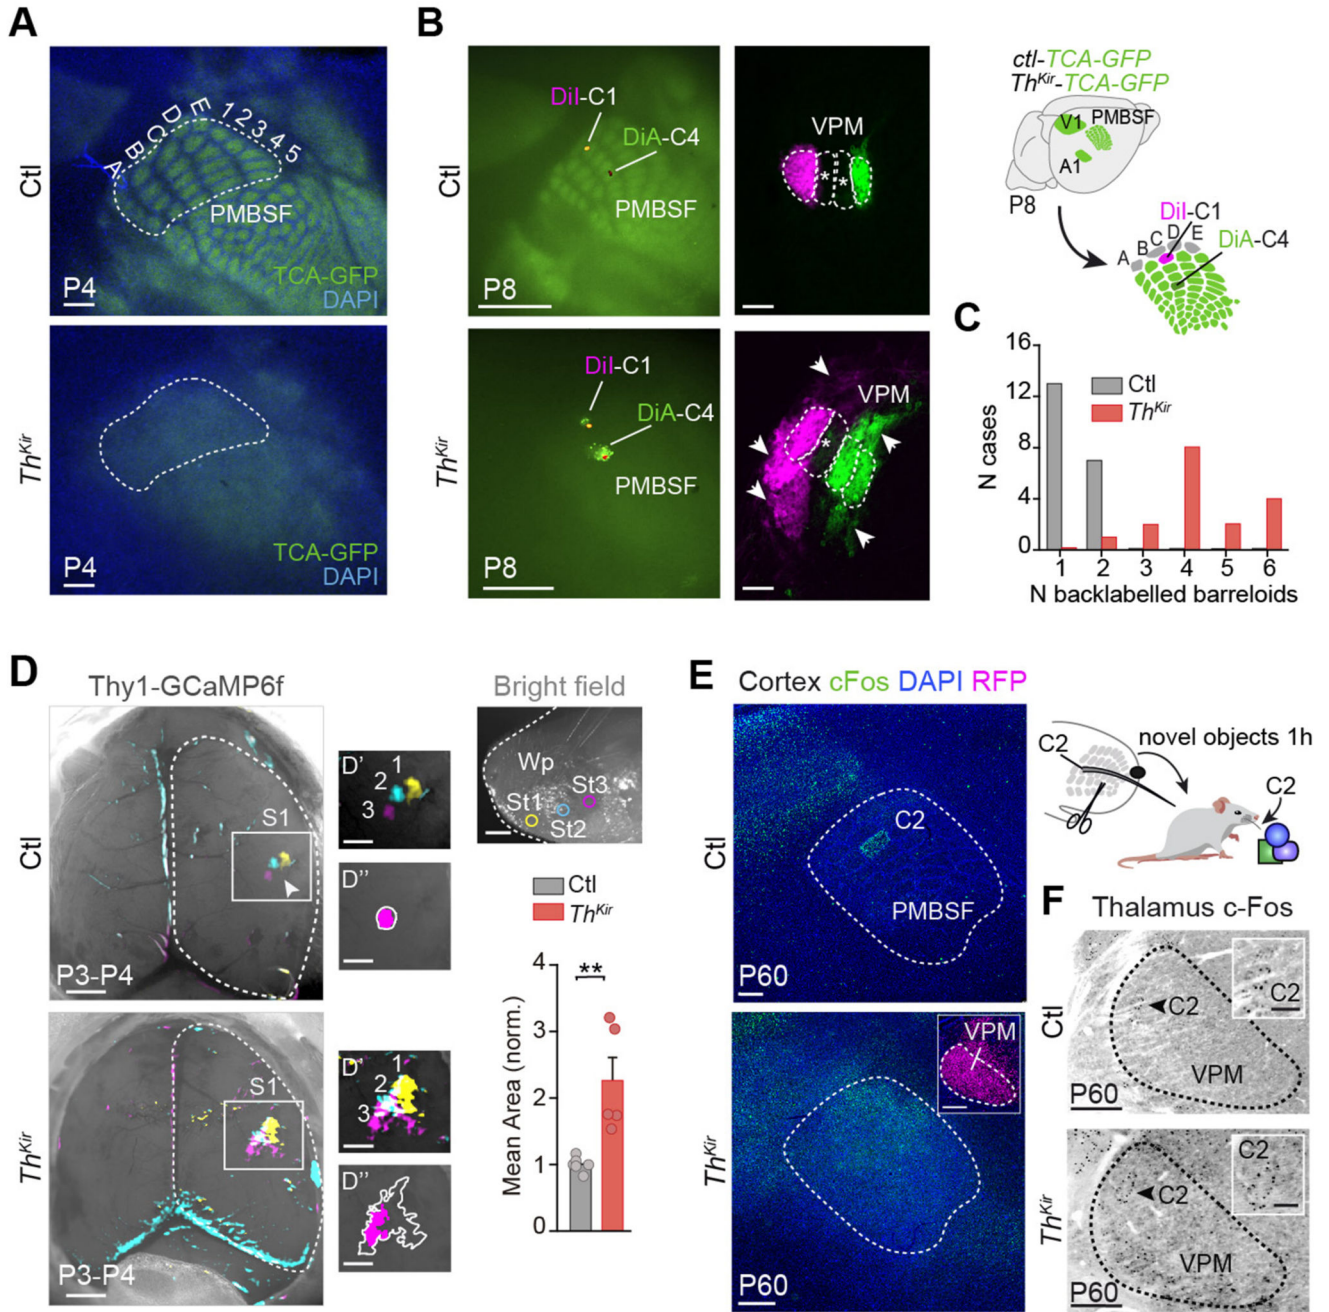 A
Ctl
A
B
C
D
E
1
2
3
4
5
PMBSF
TCA-GFP
DAPI
P4
Th^Kir
TCA-GFP
DAPI
P4
B
Ctl
DiI-C1
DiA-C4
PMBSF
P8
VPM
*
*
Th^Kir
DiI-C1
DiA-C4
PMBSF
P8
VPM
*
ctl-TCA-GFP
Th^Kir-TCA-GFP
V1
PMBSF
A1
P8
DiI-C1
A
B
C
D
E
DiA-C4
C
16
12
8
4
0
N cases
Ctl
Th^Kir
1 2 3 4 5 6
N backlabelled barreloids
D
Thy1-GCaMP6f
Ctl
S1
P3-P4
D'
1
2
3
D''
Bright field
Wp
St1
St2
St3
Th^Kir
S1
P3-P4
D'
1
2
3
D''
Ctl
Th^Kir
**
4
3
2
1
0
Mean Area (norm.)
E
Cortex cFos DAPI RFP
Ctl
C2
PMBSF
P60
Th^Kir
VPM
P60
C2
novel objects 1h
C2
F
Thalamus c-Fos
Ctl
C2
C2
VPM
P60
Th^Kir
C2
C2
VPM
P60